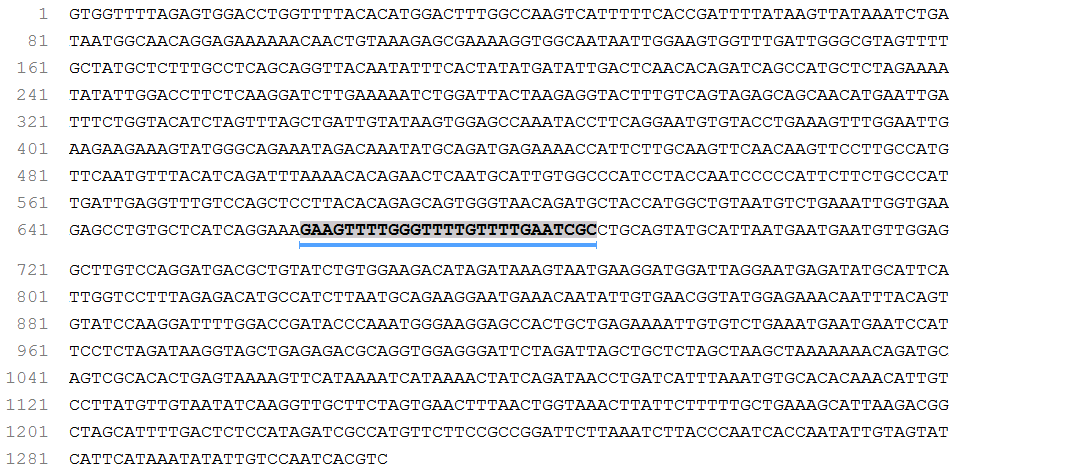 1 GTGGTTTTAGAGTGGACCTGGTTTTACACATGGACTTTGGCCAAGTCATTTTTCACCGATTTTATAAGTTATAAATCTGA
81 TAATGGCAACAGGAGAAAAAACAACTGTAAAGAGCGAAAAGGTGGCAATAATTGGAAGTGGTTTGATTGGGCGTAGTTTT
161 GCTATGCTCTTTGCCTCAGCAGGTTACAATATTTCACTATATGATATTGACTCAACACAGATCAGCCATGCTCTAGAAAA
241 TATATTGGACCTTCTCAAGGATCTTGAAAAATCTGGATTACTAAGAGGTACTTTGTCAGTAGAGCAGCAACATGAATTGA
321 TTTCTGGTACATCTAGTTTAGCTGATTGTATAAGTGGAGCCAAATACCTTCAGGAATGTGTACCTGAAAGTTTGGAATTG
401 AAGAAGAAAGTATGGGCAGAAATAGACAAATATGCAGATGAGAAAACCATTCTTGCAAGTTCAACAAGTTCCTTGCCATG
481 TTCAATGTTTACATCAGATTTAAAACACAGAACTCAATGCATTGTGGCCCATCCTACCAATCCCCCATTCTTCTGCCCAT
561 TGATTGAGGTTTGTCCAGCTCCTTACACAGAGCAGTGGGTAACAGATGCTACCATGGCTGTAATGTCTGAAATTGGTGAA
641 GAGCCTGTGCTCATCAGGAAAGAAGTTTTGGGTTTTGTTTTGAATCGCCTGCAGTATGCATTAATGAATGAATGTTGGAG
721 GCTTGTCCAGGATGACGCTGTATCTGTGGAAGACATAGATAAAGTAATGAAGGATGGATTAGGAATGAGATATGCATTCA
801 TTGGTCCTTTAGAGACATGCCATCTTAATGCAGAAGGAATGAAACAATATTGTGAACGGTATGGAGAAACAATTTACAGT
881 GTATCCAAGGATTTTGGACCGATACCCAAATGGGAAGGAGCCACTGCTGAGAAAATTGTGTCTGAAATGAATGAATCCAT
961 TCCTCTAGATAAGGTAGCTGAGAGACGCAGGTGGAGGGATTCTAGATTAGCTGCTCTAGCTAAGCTAAAAAAACAGATGC
1041 AGTCGCACACTGAGTAAAAGTTCATAAAATCATAAAACTATCAGATAACCTGATCATTTAAATGTGCACACAAACATTGT
1121 CCTTATGTTGTAATATCAAGGTTGCTTCTAGTGAACTTTAACTGGTAAACTTATTCTTTTTGCTGAAAGCATTAAGACGG
1201 CTAGCATTTTGACTCTCCATAGATCGCCATGTTCTTCCGCCGGATTCTTAAATCTTACCCAATCACCAATATTGTAGTAT
1281 CATTCATAAATATATTGTCCAATCACGTC